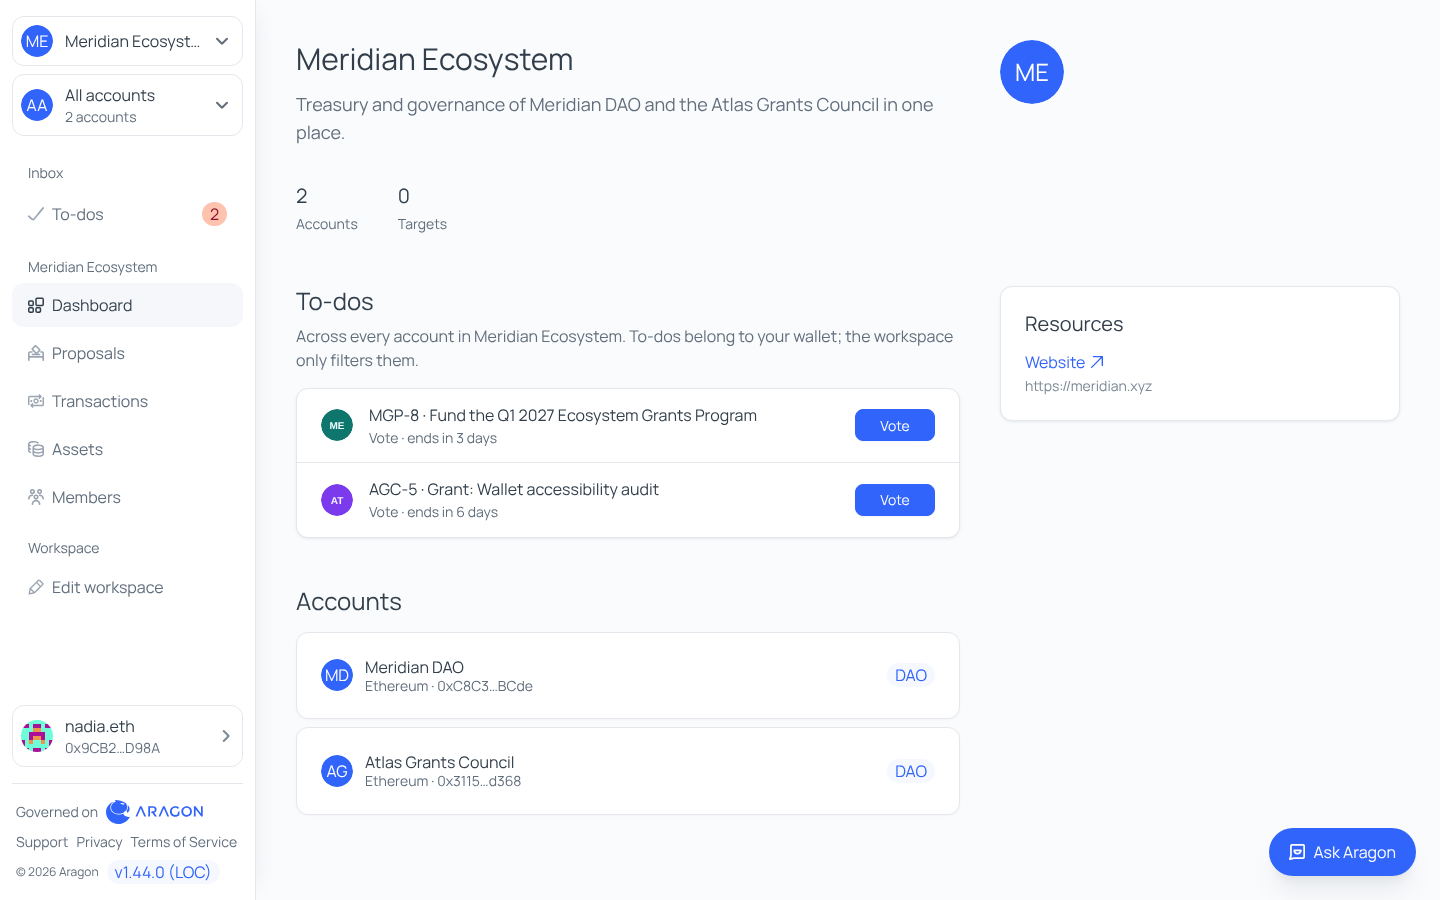 ME Meridian Ecosyst...
AA All accounts
2 accounts
Inbox
To-dos 2
Meridian Ecosystem
Dashboard
Proposals
Transactions
Assets
Members
Workspace
Edit workspace
nadia.eth
0x9CB2...D98A
Governed on ARAGON
Support Privacy Terms of Service
© 2026 Aragon v1.44.0 (LOC)
Meridian Ecosystem
Treasury and governance of Meridian DAO and the Atlas Grants Council in one
place.
ME
2 0
Accounts Targets
To-dos
Across every account in Meridian Ecosystem. To-dos belong to your wallet; the workspace
only filters them.
ME MGP-8 · Fund the Q1 2027 Ecosystem Grants Program
Vote · ends in 3 days
Vote
AT AGC-5 · Grant: Wallet accessibility audit
Vote · ends in 6 days
Vote
Accounts
MD Meridian DAO
Ethereum · 0xC8C3...BCde
DAO
AG Atlas Grants Council
Ethereum · 0x3115...d368
DAO
Resources
Website
https://meridian.xyz
Ask Aragon